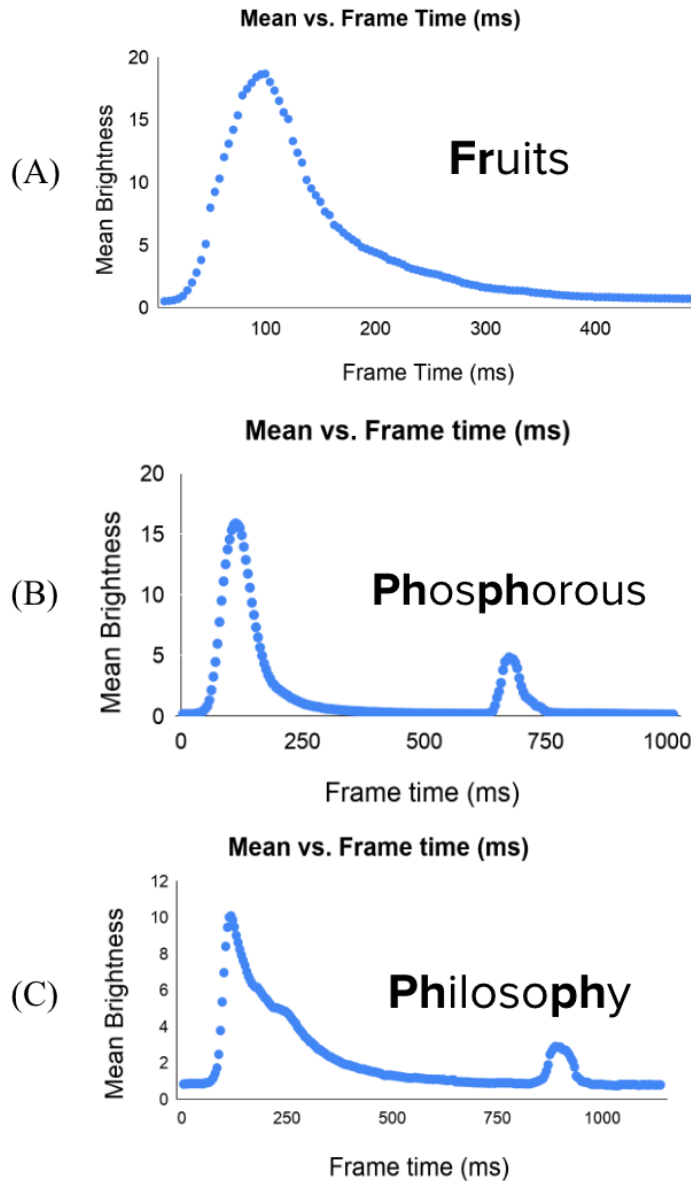 Mean vs. Frame Time (ms)
20
15
10
5
0
Mean Brightness
(A)
Fruits
100 200 300 400
Frame Time (ms)
Mean vs. Frame time (ms)
20
15
10
5
0
Mean Brightness
(B)
Phosphorous
0 250 500 750 1000
Frame time (ms)
Mean vs. Frame time (ms)
12
10
8
6
4
2
0
Mean Brightness
(C)
Philosophy
0 250 500 750 1000
Frame time (ms)